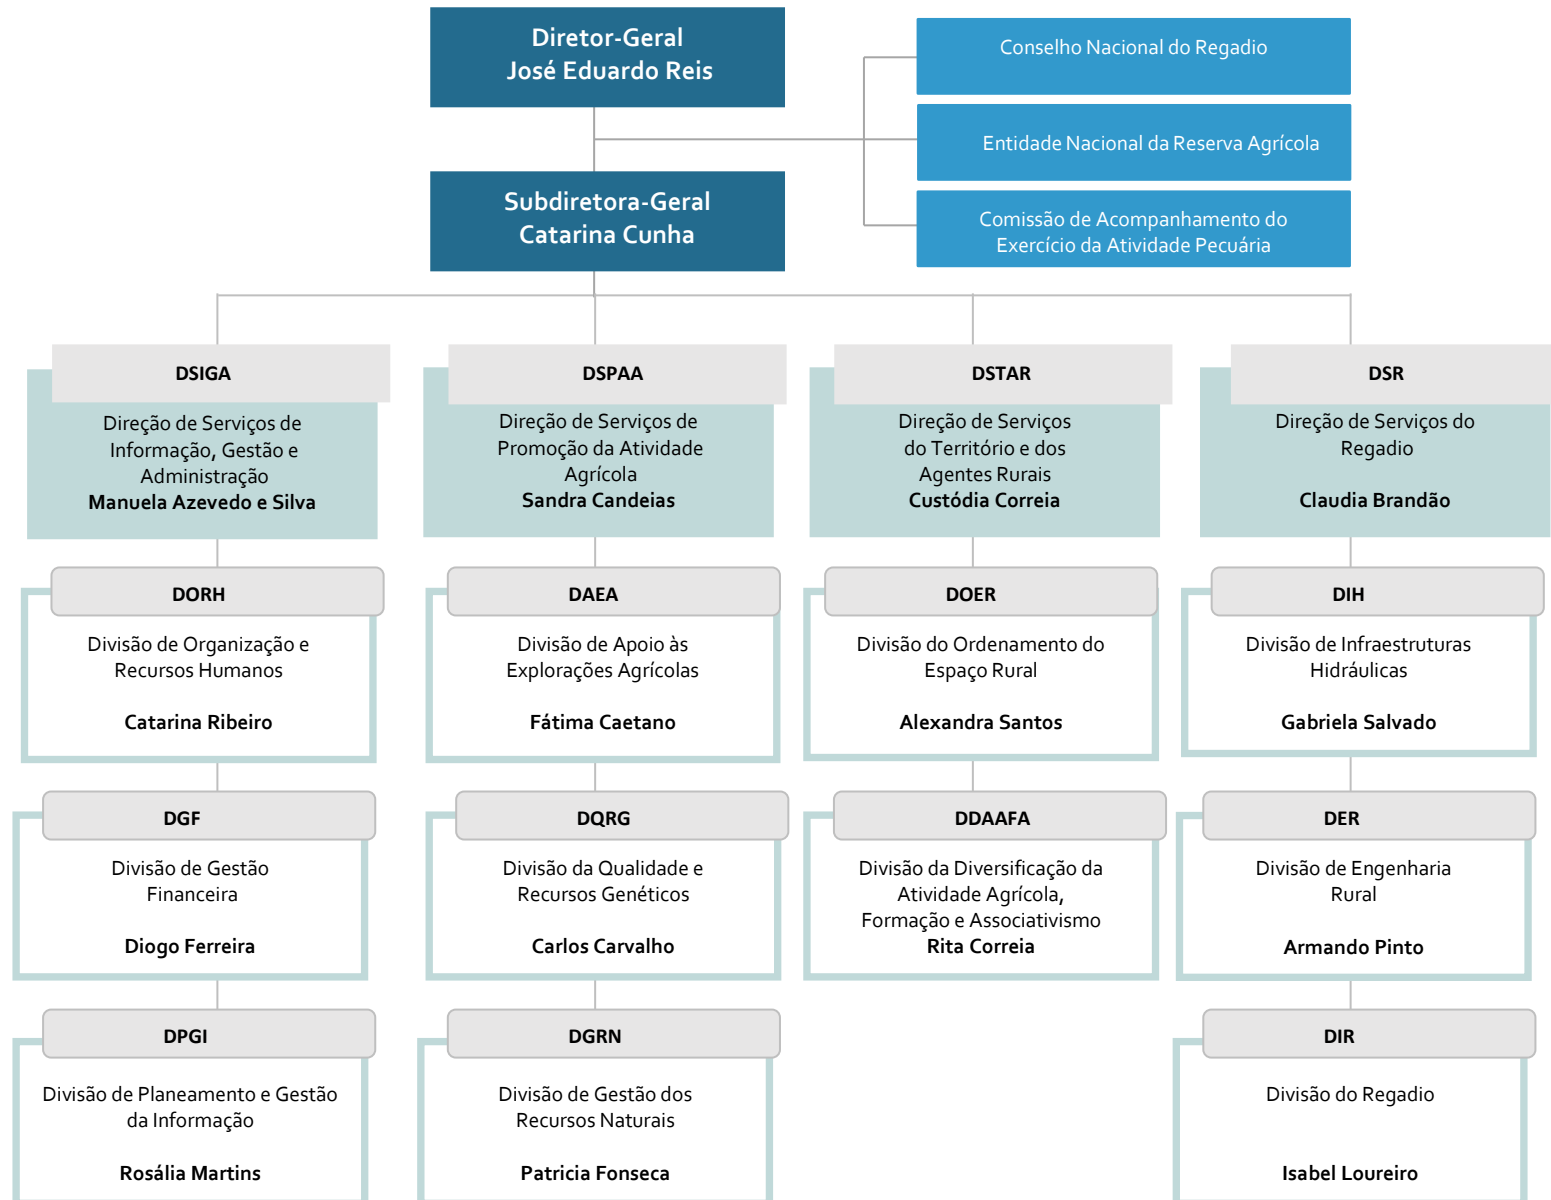 Diretor-Geral
José Eduardo Reis
Conselho Nacional do Regadio
Entidade Nacional da Reserva Agrícola
Subdiretora-Geral
Catarina Cunha
Comissão de Acompanhamento do
Exercício da Atividade Pecuária
DSIGA
Direção de Serviços de
Informação, Gestão e
Administração
Manuela Azevedo e Silva
DSPAA
Direção de Serviços de
Promoção da Atividade
Agrícola
Sandra Candeias
DSTAR
Direção de Serviços
do Território e dos
Agentes Rurais
Custódia Correia
DSR
Direção de Serviços do
Regadio
Claudia Brandão
DORH
Divisão de Organização e
Recursos Humanos
Catarina Ribeiro
DAEA
Divisão de Apoio às
Explorações Agrícolas
Fátima Caetano
DOER
Divisão do Ordenamento do
Espaço Rural
Alexandra Santos
DIH
Divisão de Infraestruturas
Hidráulicas
Gabriela Salvado
DGF
Divisão de Gestão
Financeira
Diogo Ferreira
DQRG
Divisão da Qualidade e
Recursos Genéticos
Carlos Carvalho
DDAAFA
Divisão da Diversificação da
Atividade Agrícola,
Formação e Associativismo
Rita Correia
DER
Divisão de Engenharia
Rural
Armando Pinto
DPGI
Divisão de Planeamento e Gestão
da Informação
Rosália Martins
DGRN
Divisão de Gestão dos
Recursos Naturais
Patricia Fonseca
DIR
Divisão do Regadio
Isabel Loureiro